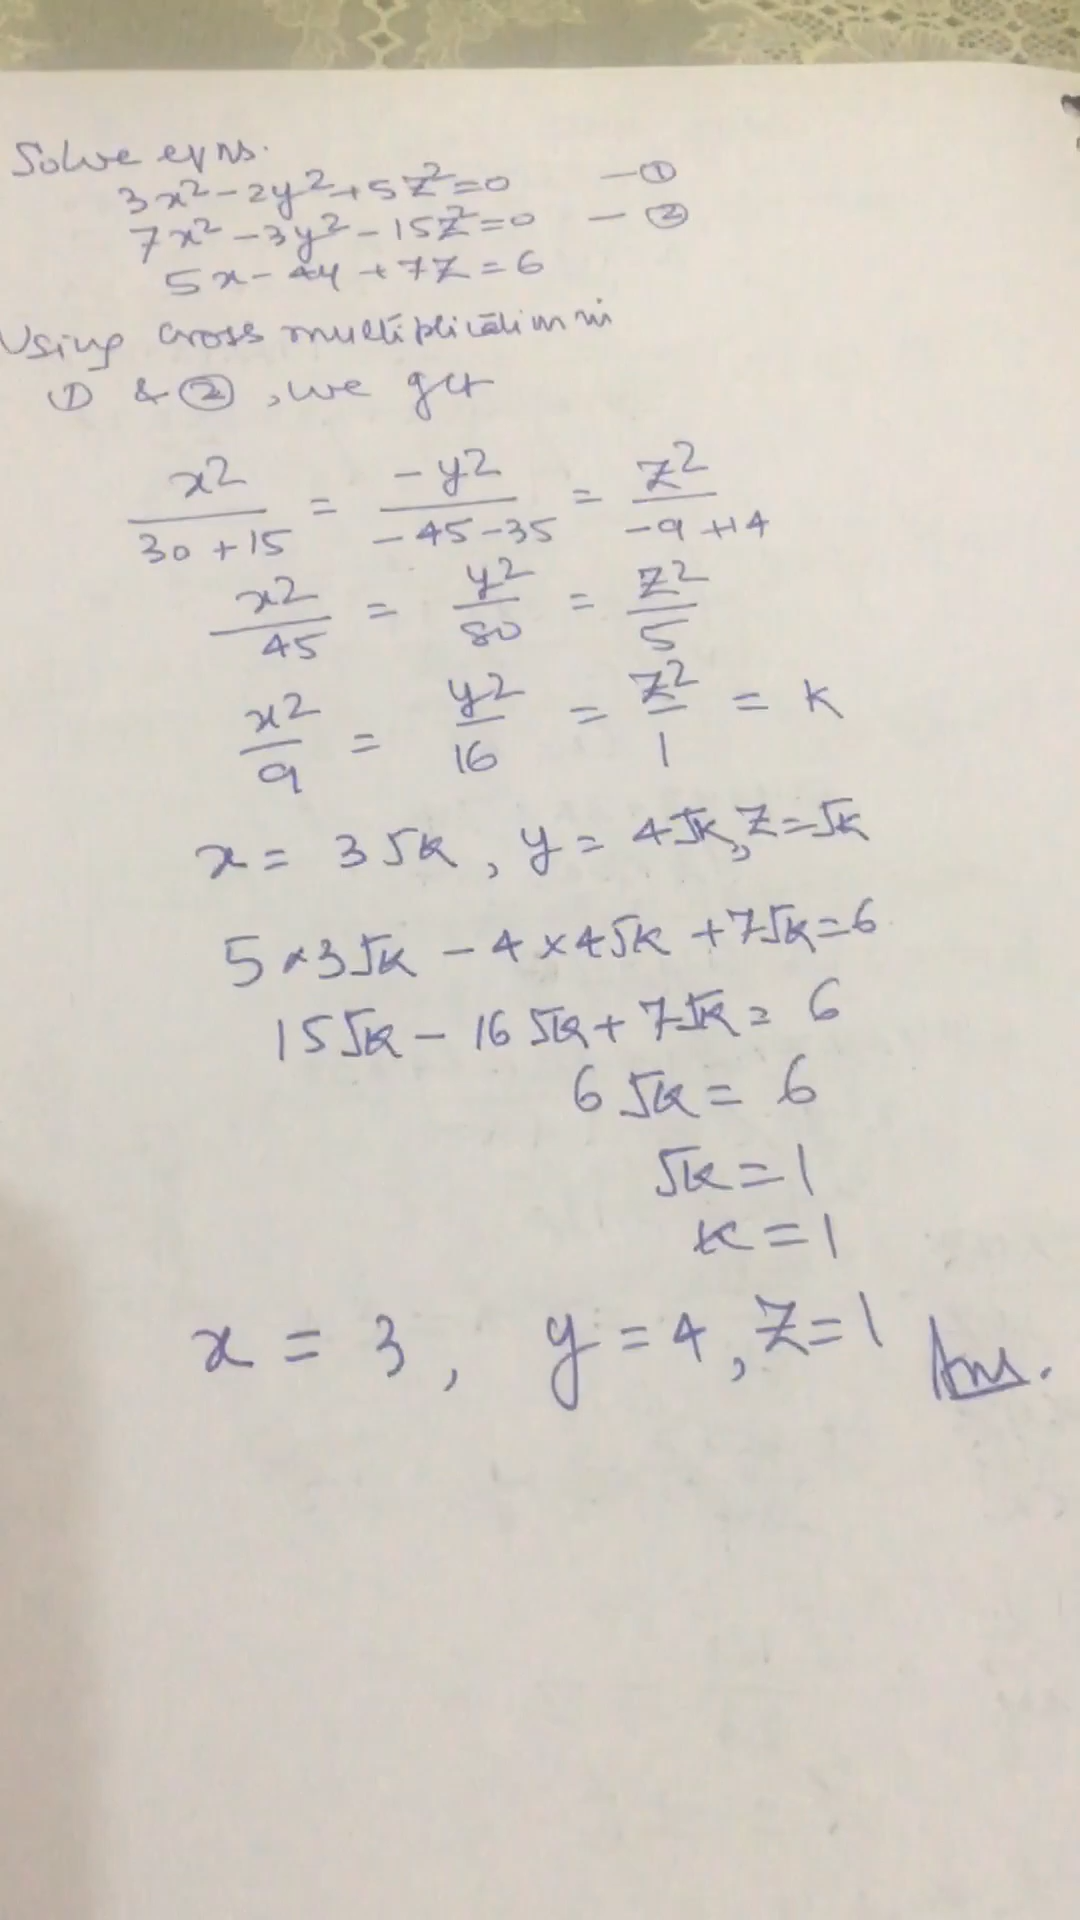 Solve eqns.
3x² - 2y² + 5z² = 0 - ①
7x² - 3y² - 15z² = 0 - ②
5x - 4y + 7z = 6
Using cross multiplication in
① & ②, we get
x²/(30 + 15) = -y²/(-45 - 35) = z²/(-9 + 14)
x²/45 = y²/80 = z²/5
x²/9 = y²/16 = z²/1 = k
x = 3√k, y = 4√k, z = √k
5 × 3√k - 4 × 4√k + 7√k = 6
15√k - 16√k + 7√k = 6
6√k = 6
√k = 1
k = 1
x = 3, y = 4, z = 1 Ans.